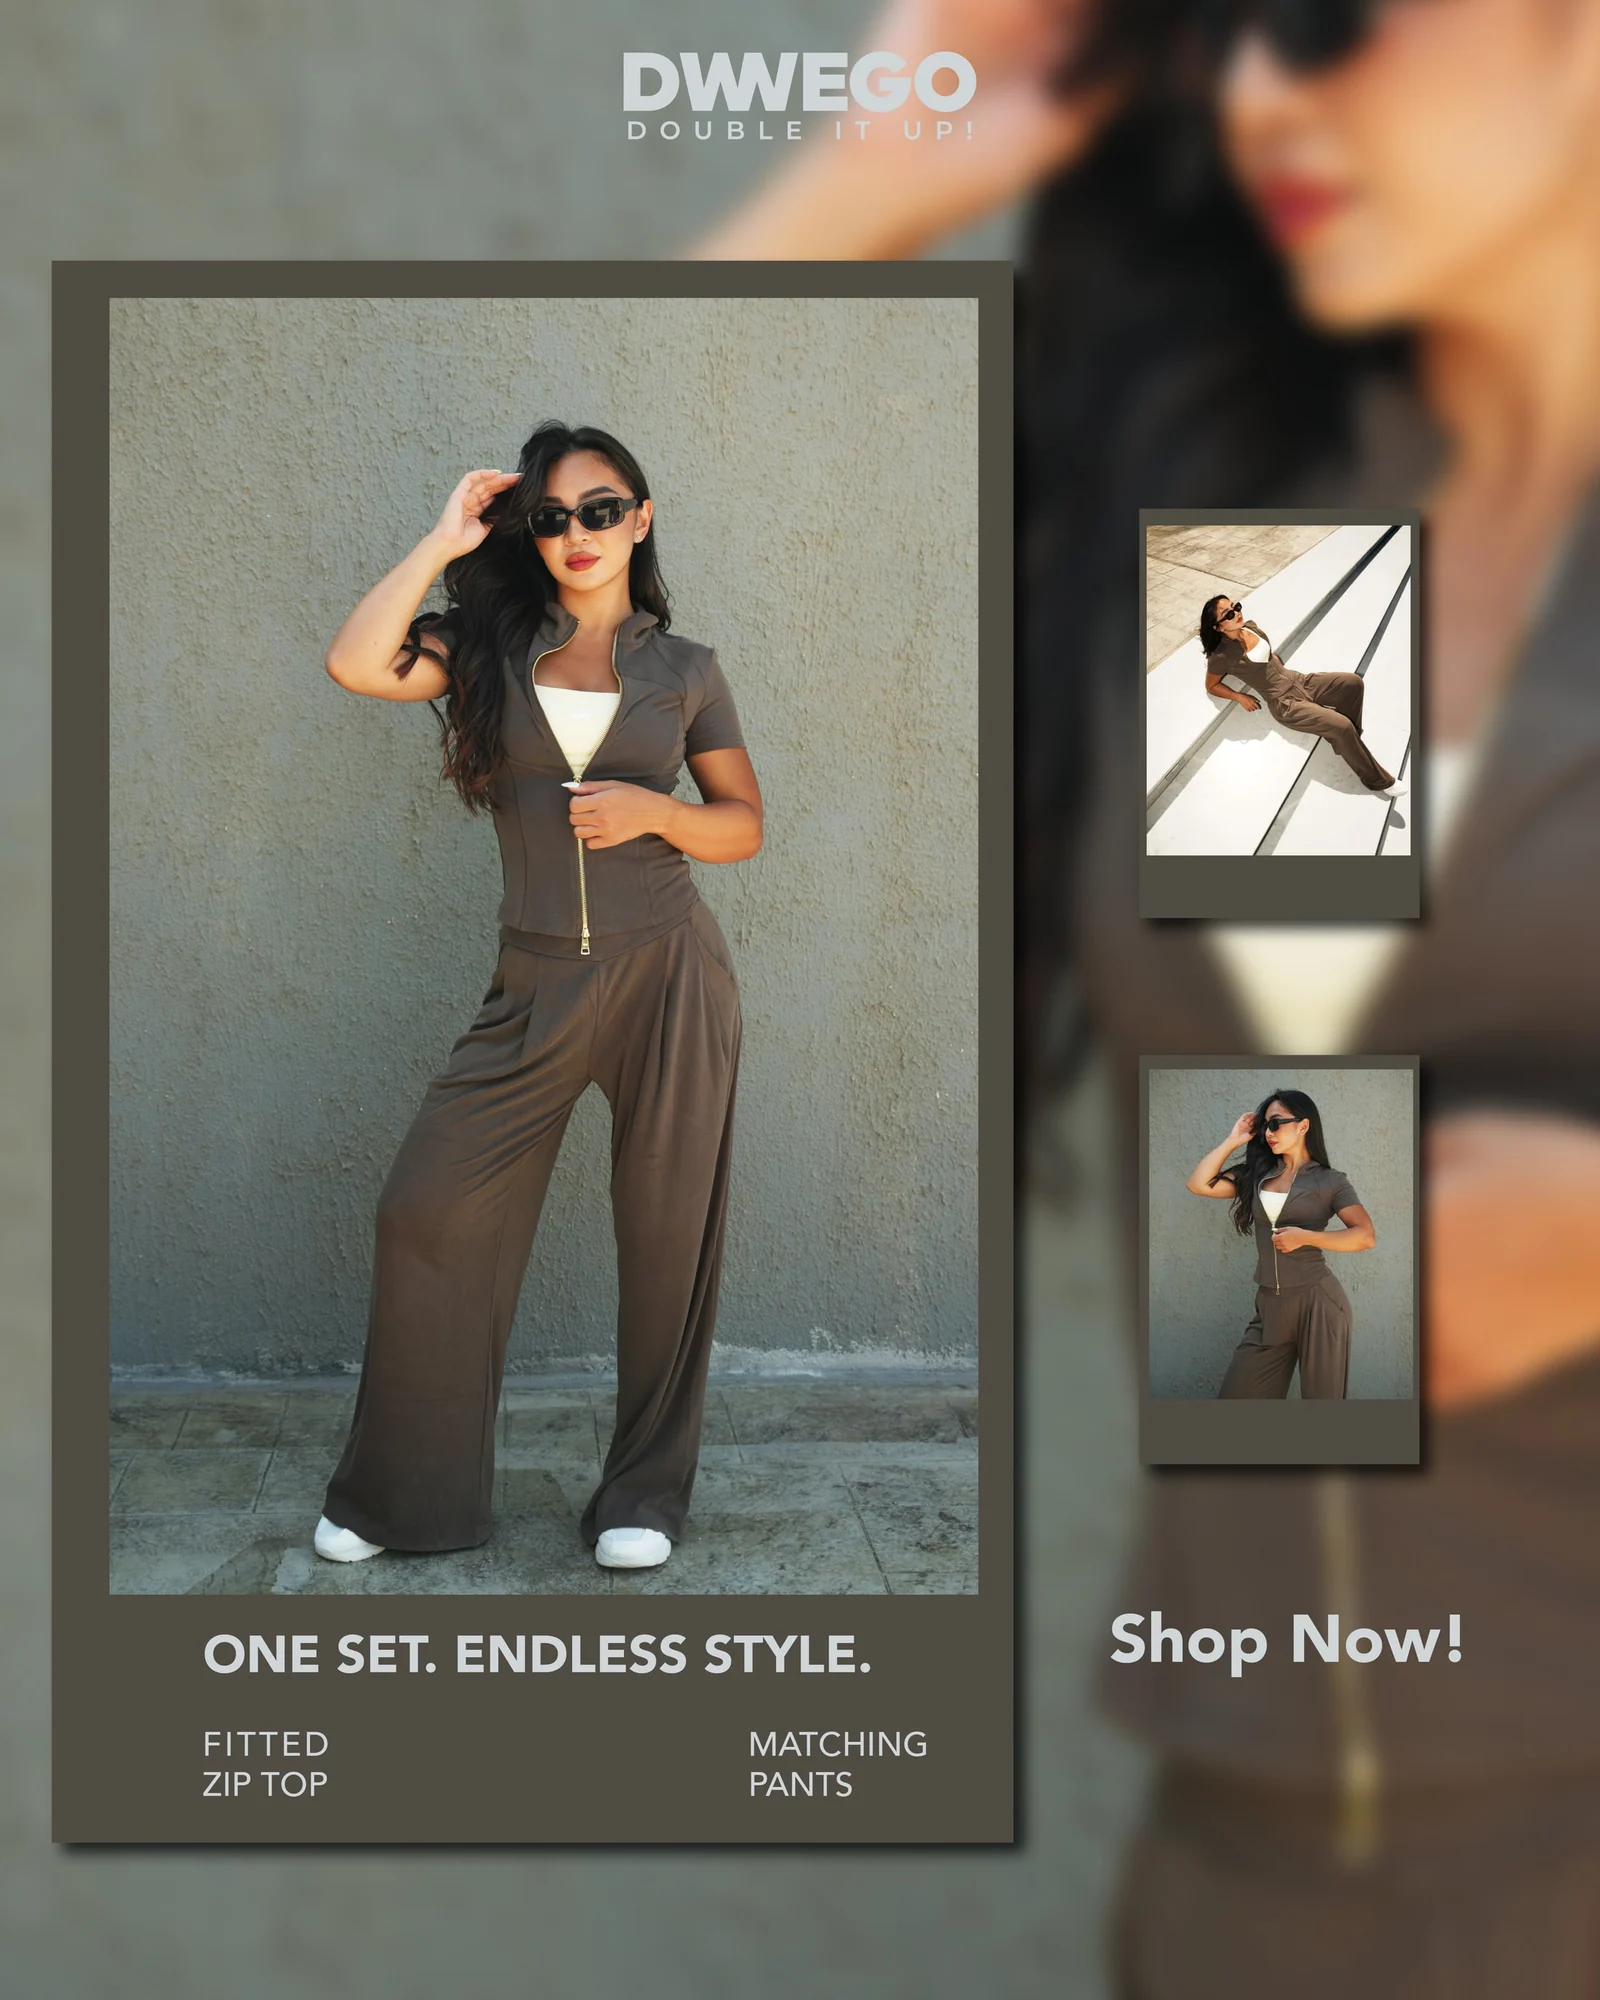 DWEGO
DOUBLE IT UP!
ONE SET. ENDLESS STYLE.
FITTED
ZIP TOP
MATCHING
PANTS
Shop Now!